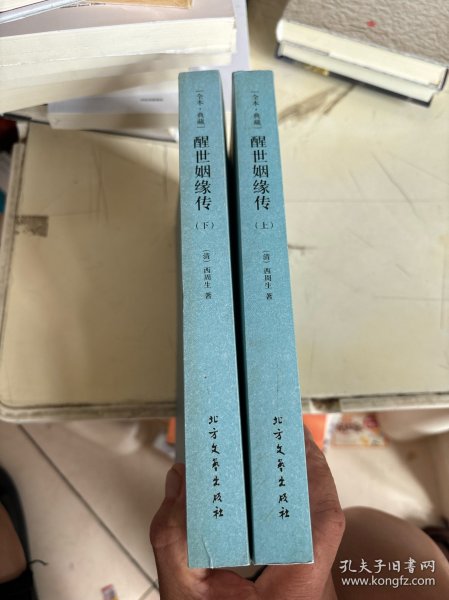 [全本·典藏]
醒世姻缘传
(下)
(清) 西周生 著
北方文艺出版社
[全本·典藏]
醒世姻缘传
(上)
(清) 西周生 著
北方文艺出版社
孔夫子旧书网
www.kongfz.com